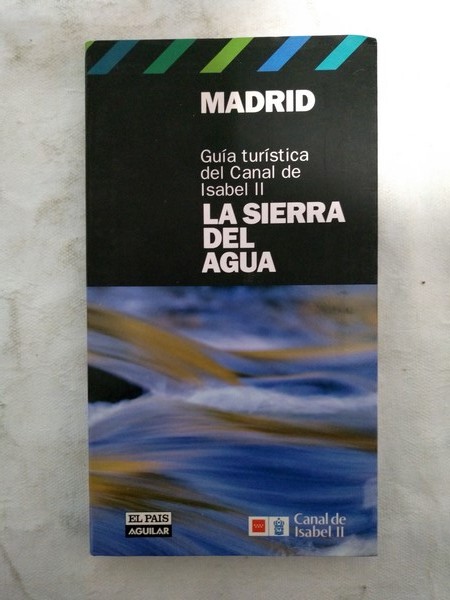 MADRID
Guía turística
del Canal de
Isabel II
LA SIERRA
DEL
AGUA
EL PAIS
AGUILAR
Canal de
Isabel II